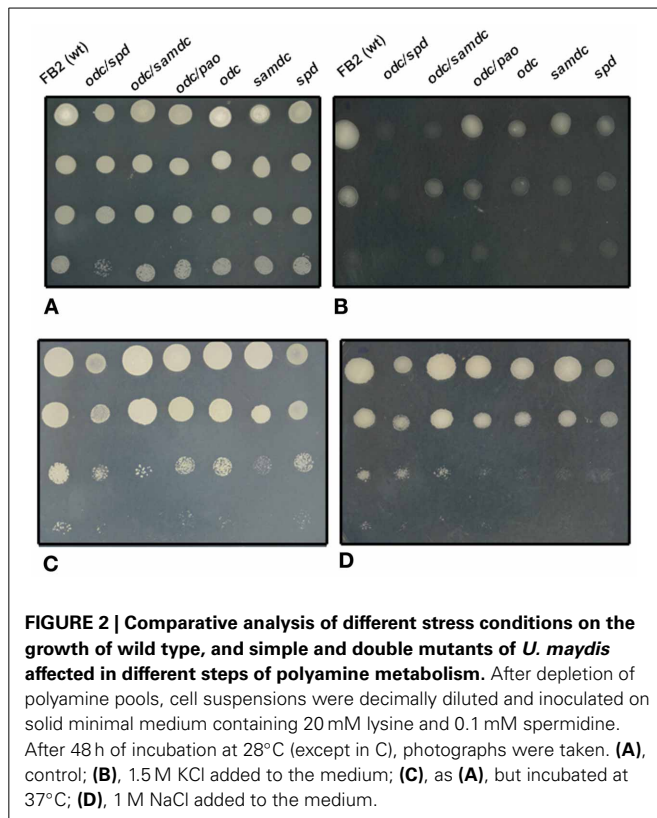 FB2 (wt) odc/spd odc/samdc odc/pao odc samdc spd
FB2 (wt) odc/spd odc/samdc odc/pao odc samdc spd
A
B
C
D
FIGURE 2 | Comparative analysis of different stress conditions on the
growth of wild type, and simple and double mutants of U. maydis
affected in different steps of polyamine metabolism. After depletion of
polyamine pools, cell suspensions were decimally diluted and inoculated on
solid minimal medium containing 20 mM lysine and 0.1 mM spermidine.
After 48 h of incubation at 28°C (except in C), photographs were taken. (A),
control; (B), 1.5 M KCl added to the medium; (C), as (A), but incubated at
37°C; (D), 1 M NaCl added to the medium.